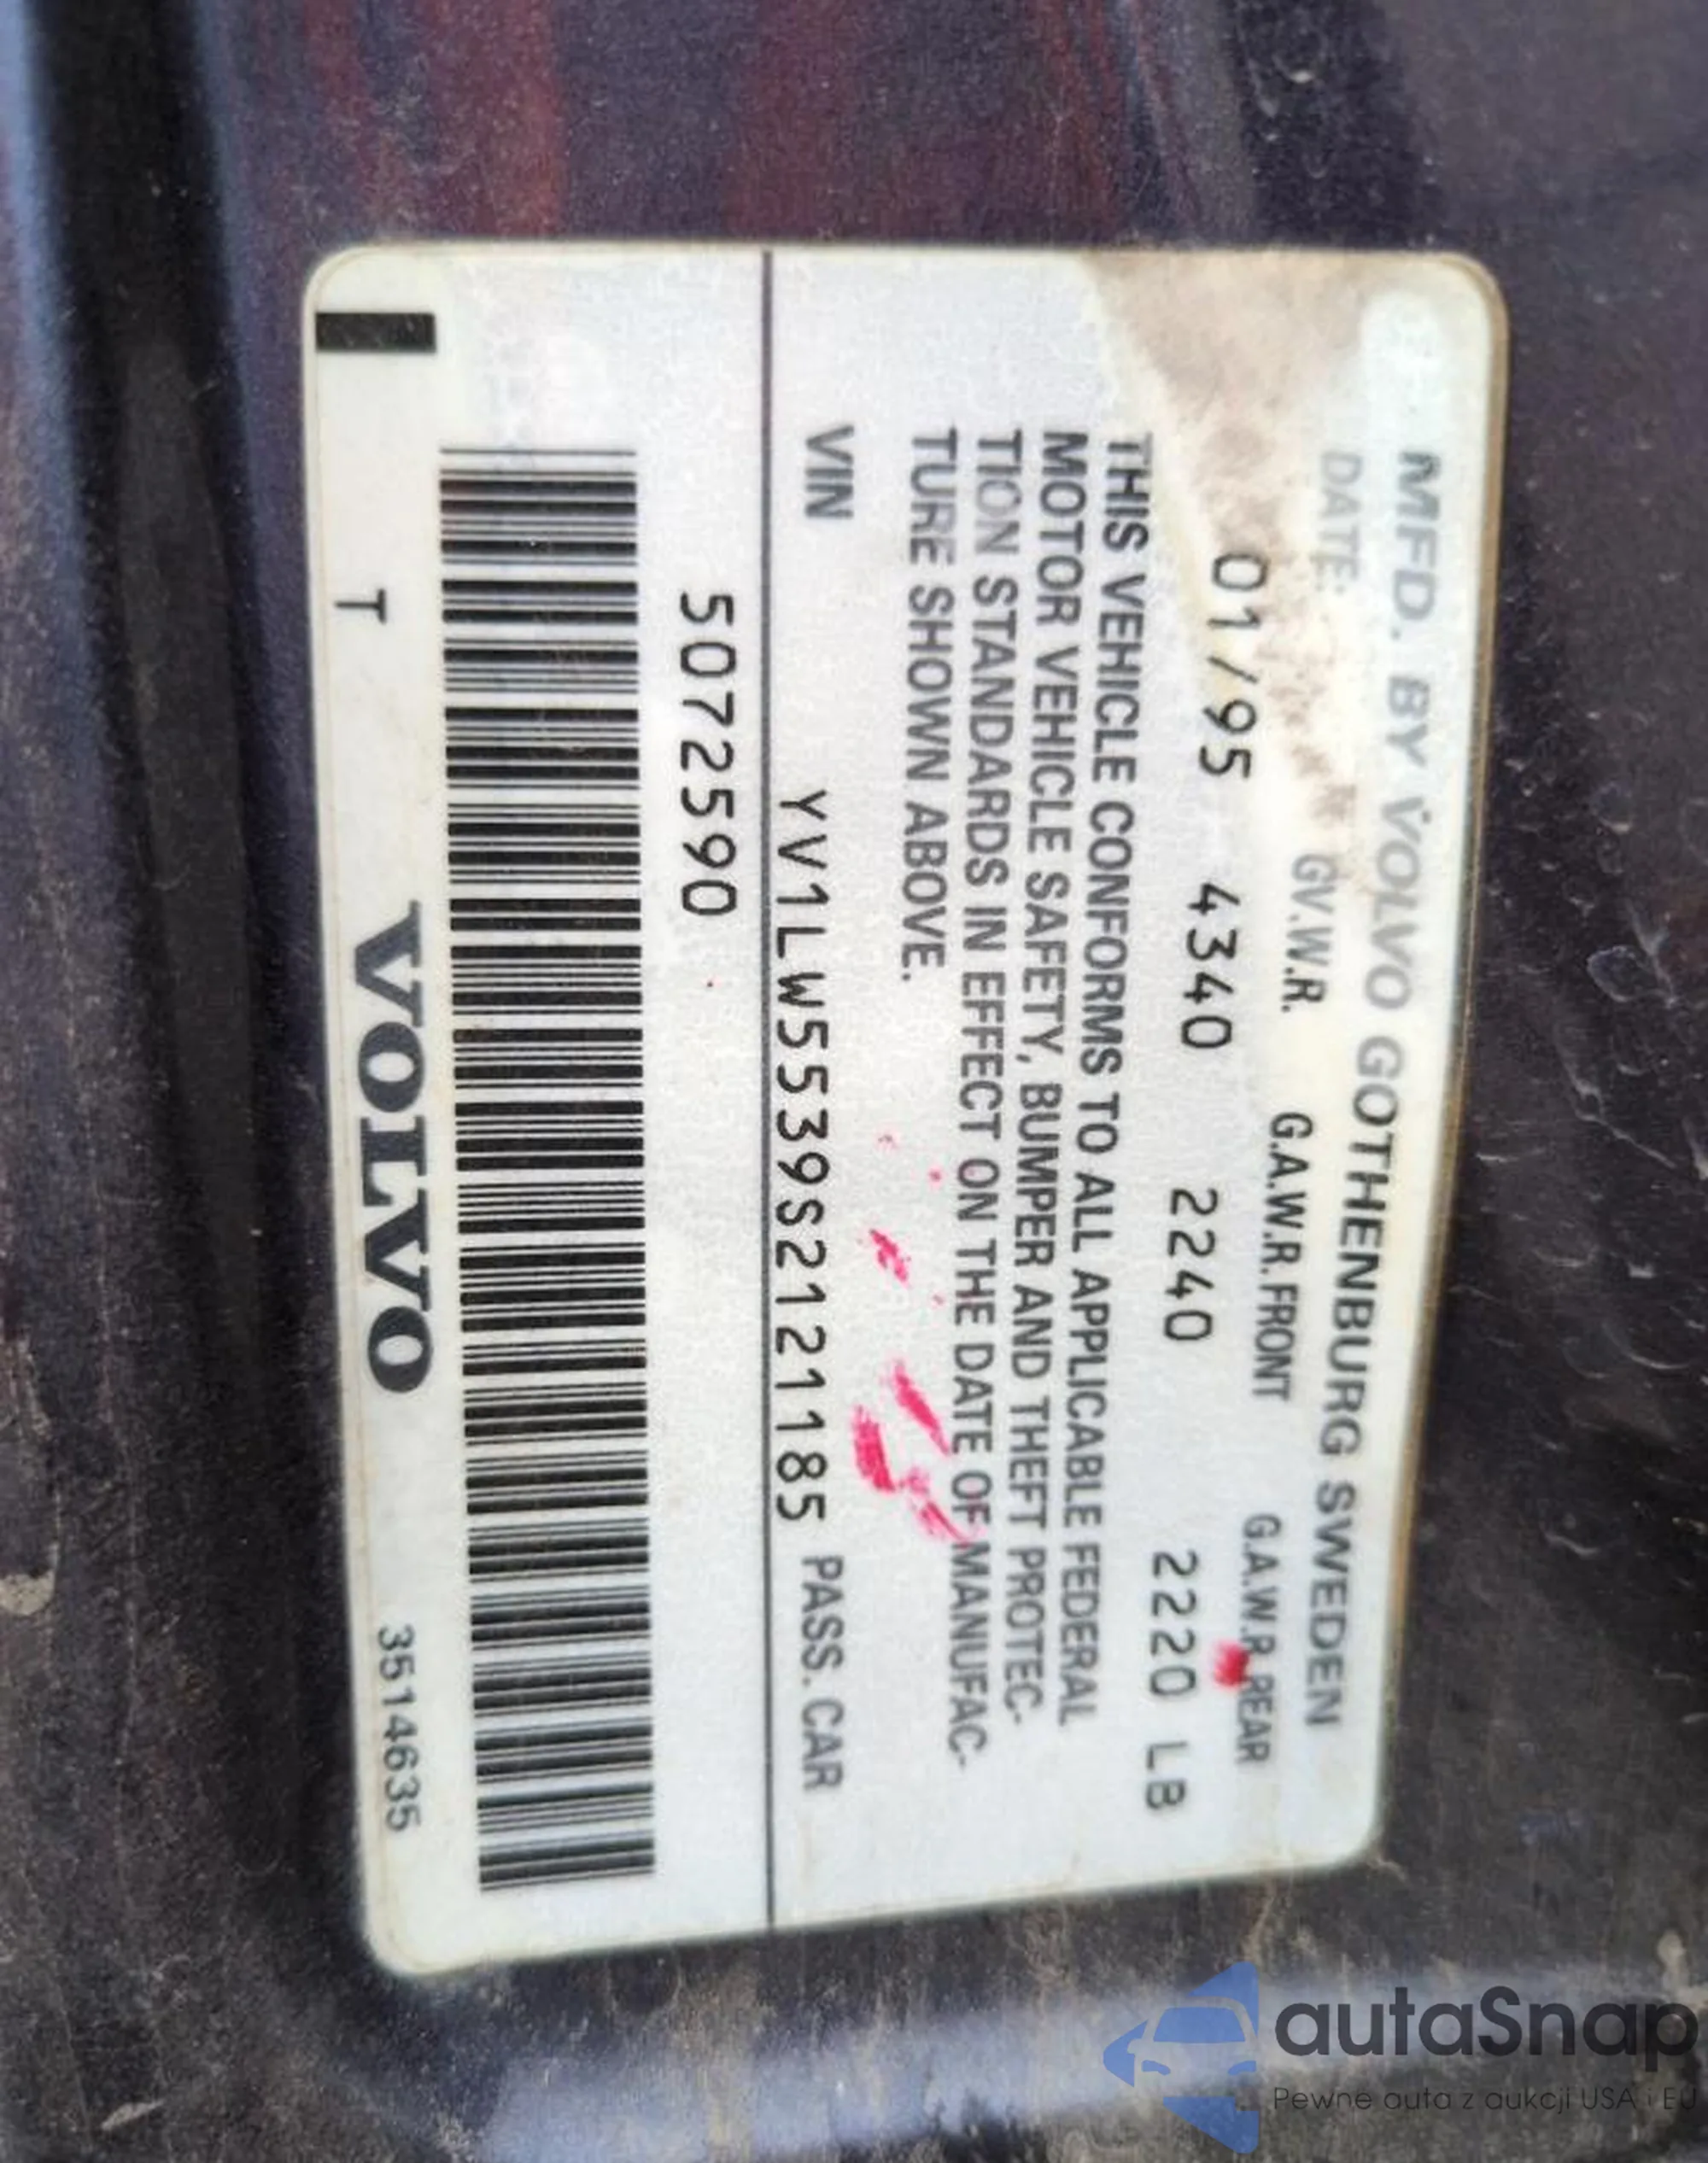 MFD. BY VOLVO GOTHENBURG SWEDEN
DATE: GV.W.R. G.A.W.R. FRONT G.A.W.R. REAR
01/95 4340 2240 2220 LB
THIS VEHICLE CONFORMS TO ALL APPLICABLE FEDERAL
MOTOR VEHICLE SAFETY, BUMPER AND THEFT PROTEC-
TION STANDARDS IN EFFECT ON THE DATE OF MANUFAC-
TURE SHOWN ABOVE.
VIN YV1LW5539S2121185 PASS. CAR
5072590
T VOLVO 3514635
autaSnap
Pewne auta z aukcji USA i EU